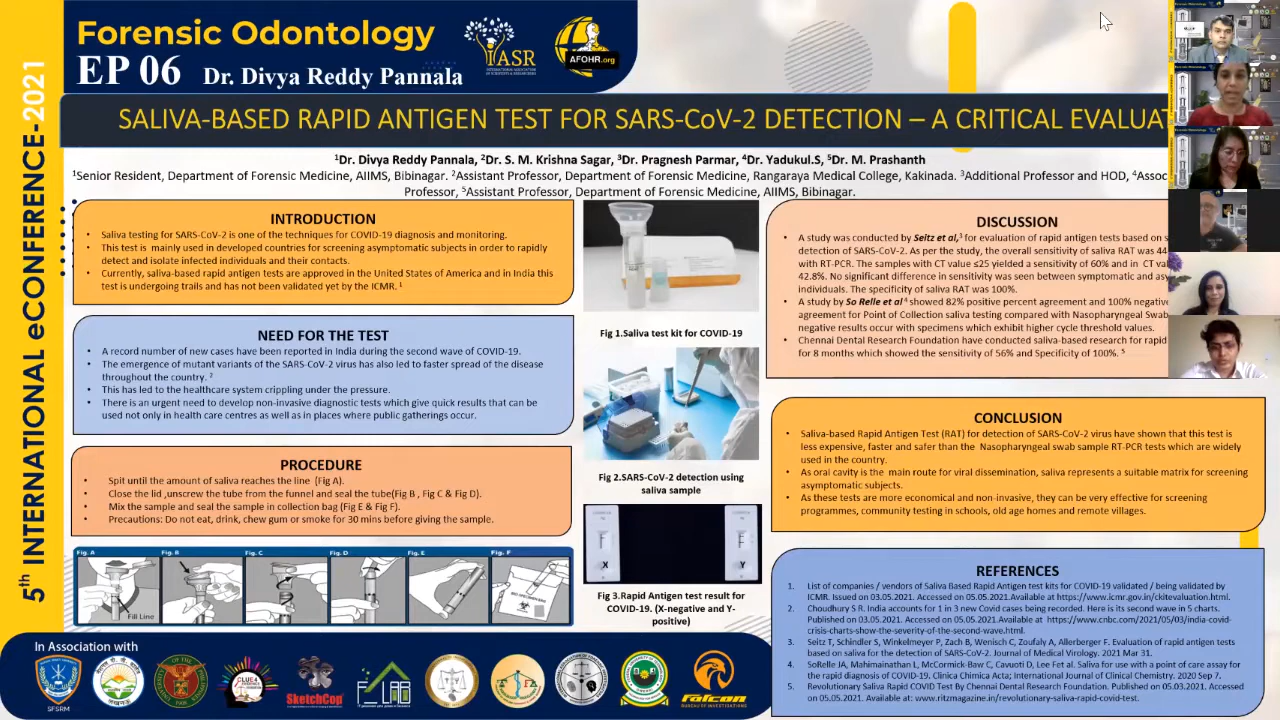 5th INTERNATIONAL eCONFERENCE-2021
Forensic Odontology
EP 06 Dr. Divya Reddy Pannala
IASR
INTERNATIONAL ASSOCIATION
OF SCIENTISTS & RESEARCHERS
AFOHR.org
SALIVA-BASED RAPID ANTIGEN TEST FOR SARS-CoV-2 DETECTION – A CRITICAL EVALUAT
1Dr. Divya Reddy Pannala, 2Dr. S. M. Krishna Sagar, 3Dr. Pragnesh Parmar, 4Dr. Yadukul.S, 5Dr. M. Prashanth
1Senior Resident, Department of Forensic Medicine, AIIMS, Bibinagar. 2Assistant Professor, Department of Forensic Medicine, Rangaraya Medical College, Kakinada. 3Additional Professor and HOD, 4Assoc
Professor, 5Assistant Professor, Department of Forensic Medicine, AIIMS, Bibinagar.
INTRODUCTION
• Saliva testing for SARS-CoV-2 is one of the techniques for COVID-19 diagnosis and monitoring.
• This test is mainly used in developed countries for screening asymptomatic subjects in order to rapidly
detect and isolate infected individuals and their contacts.
• Currently, saliva-based rapid antigen tests are approved in the United States of America and in India this
test is undergoing trails and has not been validated yet by the ICMR. 1
NEED FOR THE TEST
• A record number of new cases have been reported in India during the second wave of COVID-19.
• The emergence of mutant variants of the SARS-CoV-2 virus has also led to faster spread of the disease
throughout the country. 2
• This has led to the healthcare system crippling under the pressure.
• There is an urgent need to develop non-invasive diagnostic tests which give quick results that can be
used not only in health care centres as well as in places where public gatherings occur.
PROCEDURE
• Spit until the amount of saliva reaches the line (Fig A).
• Close the lid ,unscrew the tube from the funnel and seal the tube(Fig B , Fig C & Fig D).
• Mix the sample and seal the sample in collection bag (Fig E & Fig F).
• Precautions: Do not eat, drink, chew gum or smoke for 30 mins before giving the sample.
Fig. A Fig. B Fig. C Fig. D Fig. E Fig. F
Fill Line
Fig 1.Saliva test kit for COVID-19
Fig 2.SARS-CoV-2 detection using
saliva sample
X Y
Fig 3.Rapid Antigen test result for
COVID-19. (X-negative and Y-
positive)
DISCUSSION
• A study was conducted by Seitz et al,3 for evaluation of rapid antigen tests based on s
detection of SARS-CoV-2. As per the study, the overall sensitivity of saliva RAT was 44
with RT-PCR. The samples with CT value ≤25 yielded a sensitivity of 60% and in CT val
42.8%. No significant difference in sensitivity was seen between symptomatic and asy
individuals. The specificity of saliva RAT was 100%.
• A study by So Relle et al 4 showed 82% positive percent agreement and 100% negative
agreement for Point of Collection saliva testing compared with Nasopharyngeal Swab
negative results occur with specimens which exhibit higher cycle threshold values.
• Chennai Dental Research Foundation have conducted saliva-based research for rapid
for 8 months which showed the sensitivity of 56% and Specificity of 100%. 5
CONCLUSION
• Saliva-based Rapid Antigen Test (RAT) for detection of SARS-CoV-2 virus have shown that this test is
less expensive, faster and safer than the Nasopharyngeal swab sample RT-PCR tests which are widely
used in the country.
• As oral cavity is the main route for viral dissemination, saliva represents a suitable matrix for screening
asymptomatic subjects.
• As these tests are more economical and non-invasive, they can be very effective for screening
programmes, community testing in schools, old age homes and remote villages.
REFERENCES
1. List of companies / vendors of Saliva Based Rapid Antigen test kits for COVID-19 validated / being validated by
ICMR. Issued on 03.05.2021. Accessed on 05.05.2021.Available at https://www.icmr.gov.in/ckitevaluation.html.
2. Choudhury S R. India accounts for 1 in 3 new Covid cases being recorded. Here is its second wave in 5 charts.
Published on 03.05.2021. Accessed on 05.05.2021.Available at https://www.cnbc.com/2021/05/03/india-covid-
crisis-charts-show-the-severity-of-the-second-wave.html.
3. Seitz T, Schindler S, Winkelmeyer P, Zach B, Wenisch C, Zoufaly A, Allerberger F. Evaluation of rapid antigen tests
based on saliva for the detection of SARS-CoV-2. Journal of Medical Virology. 2021 Mar 31.
4. SoRelle JA, Mahimainathan L, McCormick-Baw C, Cavuoti D, Lee Fet al. Saliva for use with a point of care assay for
the rapid diagnosis of COVID-19. Clinica Chimica Acta; International Journal of Clinical Chemistry. 2020 Sep 7.
5. Revolutionary Saliva Rapid COVID Test By Chennai Dental Research Foundation. Published on 05.03.2021. Accessed
on 05.05.2021. Available at: www.ritzmagazine.in/revolutionary-saliva-rapid-covid-test.
In Association with
SFSRM
CLUE4
SketchCop
FALCON
BUREAU OF INVESTIGATIONS